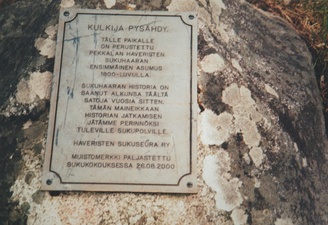 KULKIJA PYSÄHDY.
TÄLLE PAIKALLE
ON PERUSTETTU
PEKKALAN HAVERISTEN
SUKUHAARAN
ENSIMMÄINEN ASUMUS
1600-LUVULLA.
SUKUHAARAN HISTORIA ON
SAANUT ALKUNSA TÄÄLTÄ
SATOJA VUOSIA SITTEN.
TÄMÄN MAINEIKKAAN
HISTORIAN JATKAMISEN
JÄTÄMME PERINNÖKSI
TULEVILLE SUKUPOLVILLE.
HAVERISTEN SUKUSEURA RY
MUISTOMERKKI PALJASTETTU
SUKUKOKOUKSESSA 26.08.2000